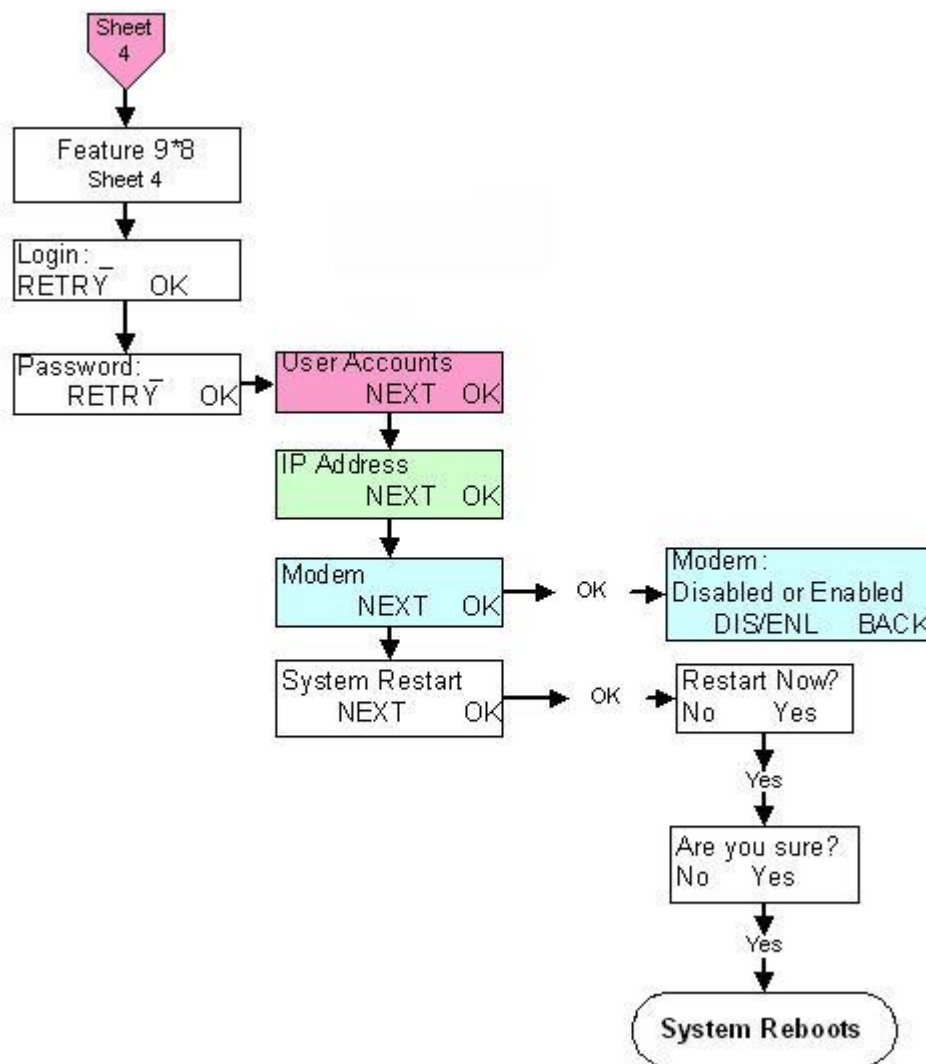 Sheet
4
Feature 9*8
Sheet 4
Login: _
RETRY OK
Password: _
RETRY OK
User Accounts
NEXT OK
IP Address
NEXT OK
Modem
NEXT OK
OK
Modem:
Disabled or Enabled
DIS/ENL BACK
System Restart
NEXT OK
OK
Restart Now?
No Yes
Yes
Are you sure?
No Yes
Yes
System Reboots